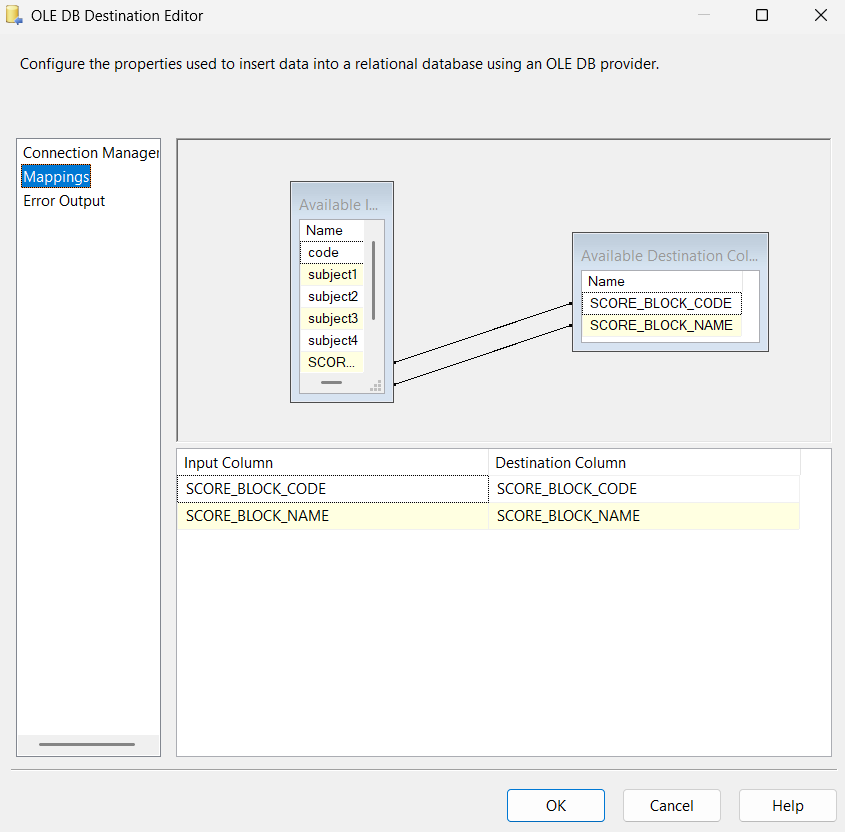 OLE DB Destination Editor
Configure the properties used to insert data into a relational database using an OLE DB provider.
Connection Manager
Mappings
Error Output
Available I...
Name
code
subject1
subject2
subject3
subject4
SCOR...
Available Destination Col...
Name
SCORE_BLOCK_CODE
SCORE_BLOCK_NAME
Input Column Destination Column
SCORE_BLOCK_CODE SCORE_BLOCK_CODE
SCORE_BLOCK_NAME SCORE_BLOCK_NAME
OK Cancel Help